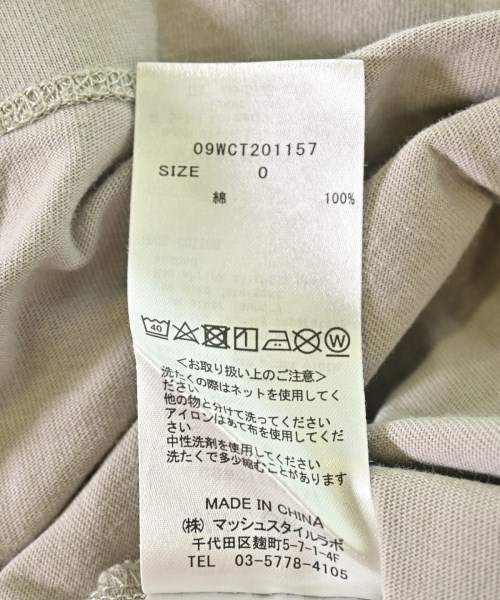 09WCT201157
SIZE 0
綿 100%
40 W
<お取り扱い上のご注意>
洗たくの際はネットを使用してく
ださい
他の物と分けて洗ってください
アイロンはあて布を使用してくだ
さい
中性洗剤を使用してください
洗たくで多少縮むことがあります
MADE IN CHINA
(株) マッシュスタイルラボ
千代田区麹町5-7-1-4F
TEL 03-5778-4105